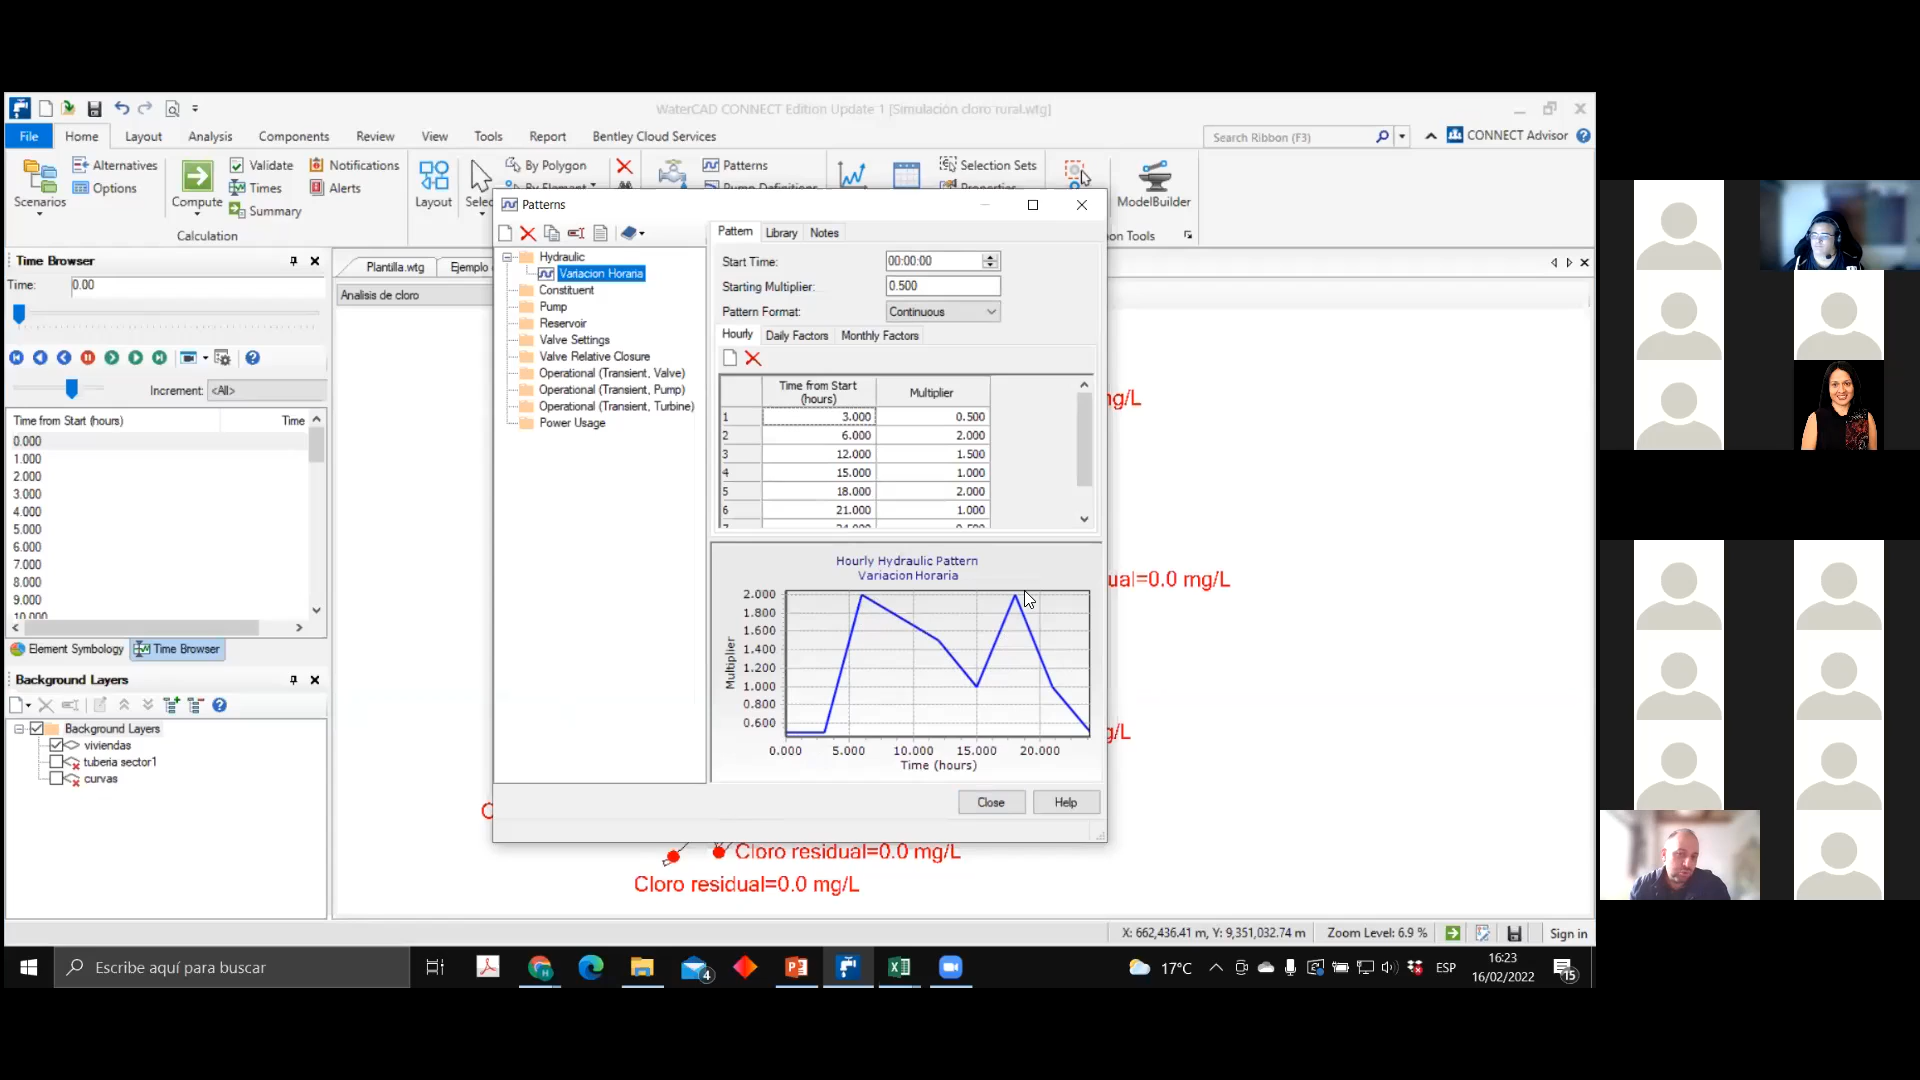 WaterCAD CONNECT Edition Update 1 [Simulación cloro rural.wtg]
File Home Layout Analysis Components Review View Tools Report Bentley Cloud Services
Search Ribbon (F3)
CONNECT Advisor
Scenarios
Alternatives
Options
Compute
Validate
Times
Summary
Notifications
Alerts
Calculation
Layout
By Polygon
Patterns
Selection Sets
ModelBuilder
Time Browser
Time: 0.00
Increment: <All>
Time from Start (hours) Time
0.000
1.000
2.000
3.000
4.000
5.000
6.000
7.000
8.000
9.000
10.000
Element Symbology Time Browser
Background Layers
Background Layers
viviendas
tuberia sector1
curvas
Plantilla.wtg
Ejemplo
Analisis de cloro
Patterns
Hydraulic
Variacion Horaria
Constituent
Pump
Reservoir
Valve Settings
Valve Relative Closure
Operational (Transient, Valve)
Operational (Transient, Pump)
Operational (Transient, Turbine)
Power Usage
Pattern Library Notes
Start Time: 00:00:00
Starting Multiplier: 0.500
Pattern Format: Continuous
Hourly Daily Factors Monthly Factors
Time from Start (hours) Multiplier
1 3.000 0.500
2 6.000 2.000
3 12.000 1.500
4 15.000 1.000
5 18.000 2.000
6 21.000 1.000
Hourly Hydraulic Pattern
Variacion Horaria
Multiplier
2.000
1.800
1.600
1.400
1.200
1.000
0.800
0.600
0.000 5.000 10.000 15.000 20.000
Time (hours)
Close Help
mg/L
ual=0.0 mg/L
Cloro residual=0.0 mg/L
Cloro residual=0.0 mg/L
X: 662,436.41 m, Y: 9,351,032.74 m
Zoom Level: 6.9 %
Sign in
Escribe aquí para buscar
4
17°C
ESP
16:23
16/02/2022
15